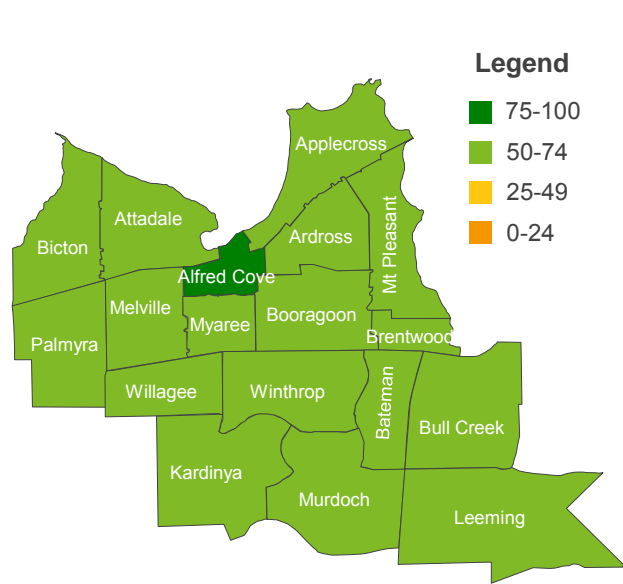 Legend
75-100
50-74
25-49
0-24
Applecross
Attadale
Mt Pleasant
Bicton
Ardross
Alfred Cove
Melville
Booragoon
Myaree
Palmyra
Brentwood
Willagee
Winthrop
Bateman
Bull Creek
Kardinya
Murdoch
Leeming